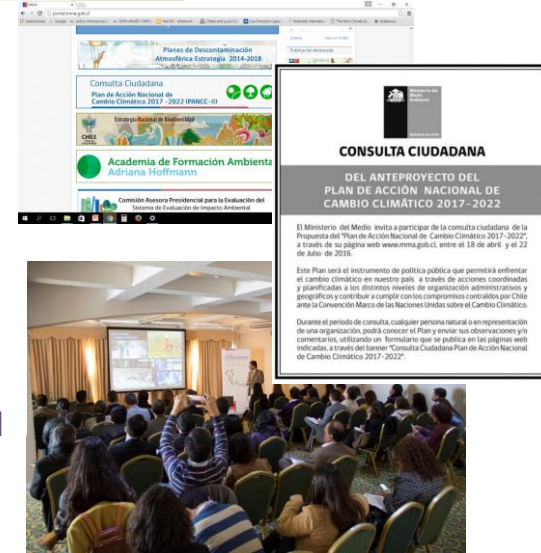 portal.mma.gob.cl
Planes de Descontaminación
Atmosférica Estrategia 2014-2018
Consulta Ciudadana
Plan de Acción Nacional de
Cambio Climático 2017 -2022 (PANCC-II)
Estrategia Nacional de Biodiversidad
CHILE
Academia de Formación Ambienta
Adriana Hoffmann
Comisión Asesora Presidencial para la Evaluación del
Sistema de Evaluación de Impacto Ambiental
Ministerio del
Medio
Ambiente
Gobierno de Chile
CONSULTA CIUDADANA
DEL ANTEPROYECTO DEL
PLAN DE ACCIÓN NACIONAL DE
CAMBIO CLIMÁTICO 2017-2022
El Ministerio del Medio invita a participar de la consulta ciudadana de la
Propuesta del "Plan de Acción Nacional de Cambio Climático 2017-2022",
a través de su página web www.mma.gob.cl, entre el 18 de abril y el 22
de Julio de 2016.
Este Plan será el instrumento de política pública que permitirá enfrentar
el cambio climático en nuestro país a través de acciones coordinadas
y planificadas a los distintos niveles de organización administrativos y
geográficos y contribuir a cumplir con los compromisos contraídos por Chile
ante la Convención Marco de las Naciones Unidas sobre el Cambio Climático.
Durante el periodo de consulta, cualquier persona natural o en representación
de una organización, podrá conocer el Plan y enviar sus observaciones y/o
comentarios, utilizando un formulario que se publica en las páginas web
indicadas, a través del banner "Consulta Ciudadana Plan de Acción Nacional
de Cambio Climático 2017-2022".